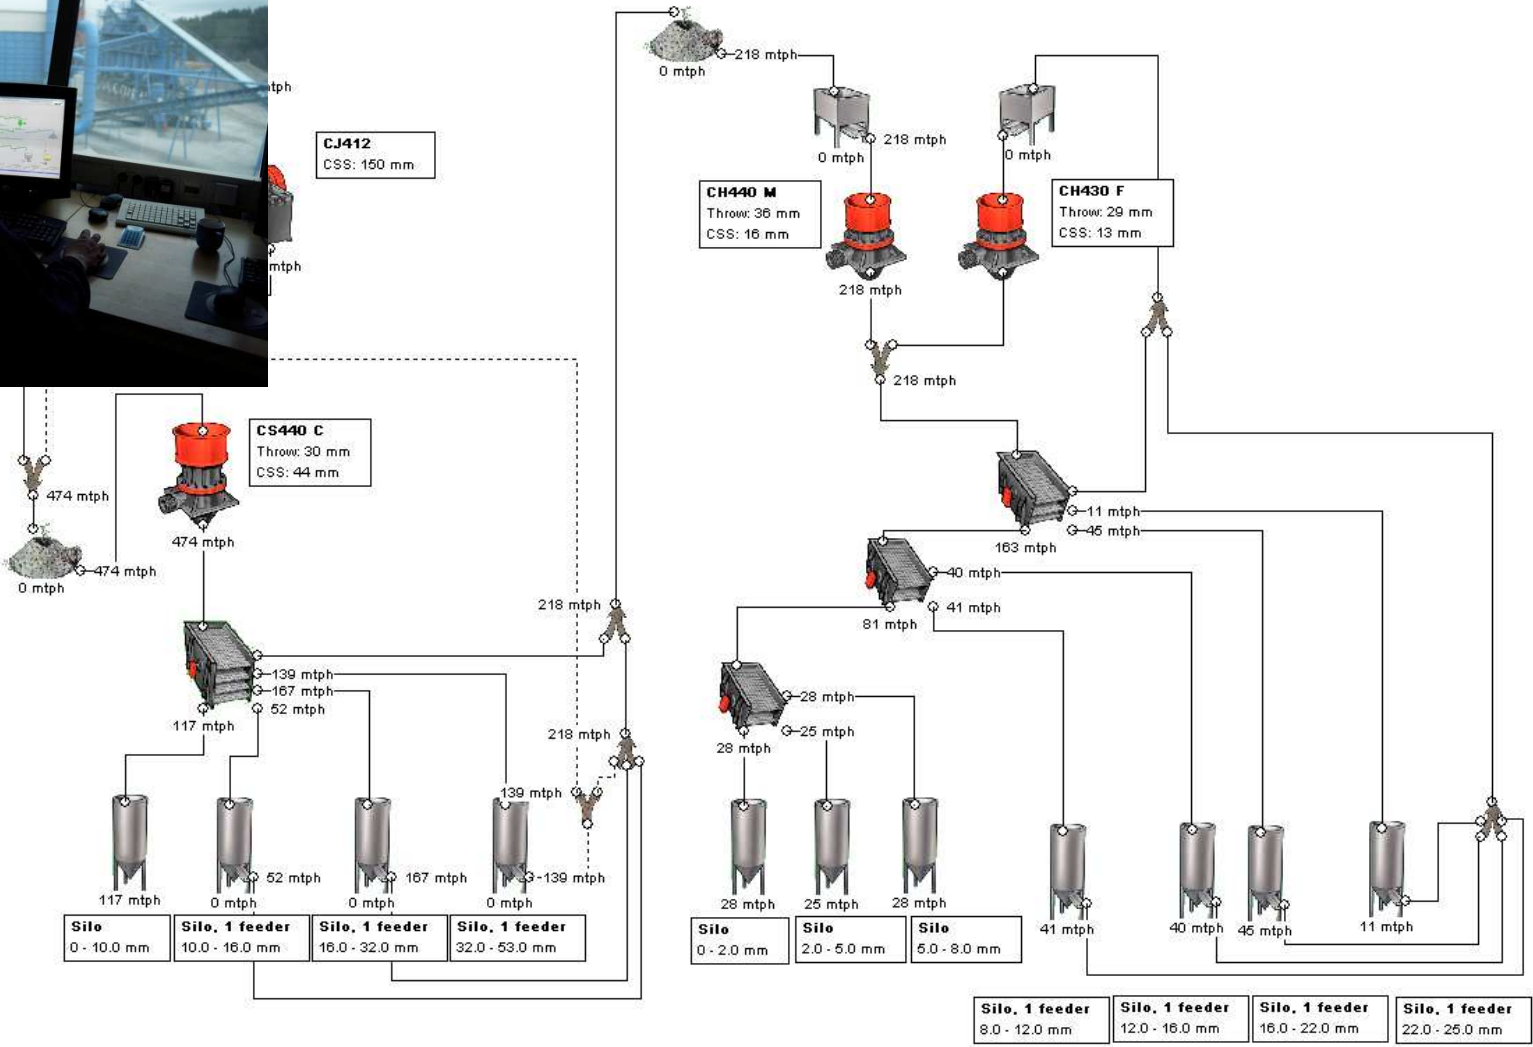 218 mtph
0 mtph
tph
CJ412
CSS: 150 mm
218 mtph
0 mtph
0 mtph
CH440 M
Throw: 36 mm
CSS: 16 mm
CH430 F
Throw: 29 mm
CSS: 13 mm
mtph
218 mtph
218 mtph
CS440 C
Throw: 30 mm
CSS: 44 mm
474 mtph
474 mtph
474 mtph
0 mtph
11 mtph
45 mtph
163 mtph
40 mtph
41 mtph
81 mtph
218 mtph
139 mtph
167 mtph
52 mtph
117 mtph
218 mtph
139 mtph
28 mtph
25 mtph
28 mtph
52 mtph
167 mtph
139 mtph
117 mtph
0 mtph
0 mtph
0 mtph
28 mtph
25 mtph
28 mtph
41 mtph
40 mtph
45 mtph
11 mtph
Silo
0 - 10.0 mm
Silo, 1 feeder
10.0 - 16.0 mm
Silo, 1 feeder
16.0 - 32.0 mm
Silo, 1 feeder
32.0 - 53.0 mm
Silo
0 - 2.0 mm
Silo
2.0 - 5.0 mm
Silo
5.0 - 8.0 mm
Silo, 1 feeder
8.0 - 12.0 mm
Silo, 1 feeder
12.0 - 16.0 mm
Silo, 1 feeder
16.0 - 22.0 mm
Silo, 1 feeder
22.0 - 25.0 mm